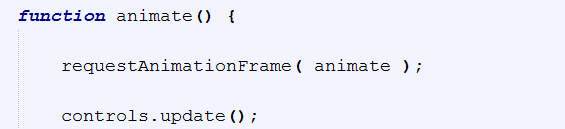 function animate() {
requestAnimationFrame( animate );
controls.update();